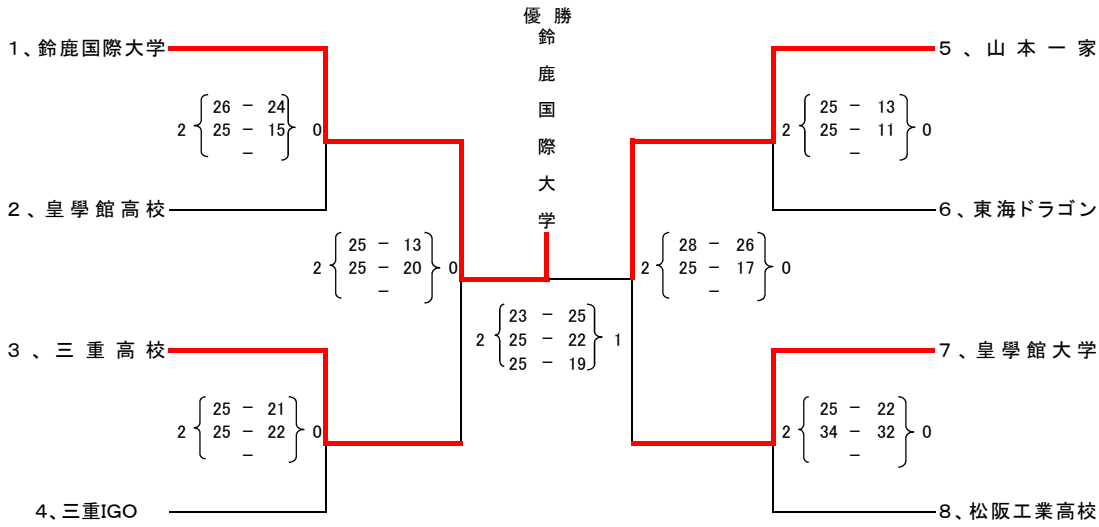 優 勝
鈴
鹿
国
際
大
学
1、鈴鹿国際大学
26 － 24
2 25 － 15 0
－
2、皇學館高校
25 － 13
2 25 － 20 0
－
3、三重高校
25 － 21
2 25 － 22 0
－
4、三重IGO
23 － 25
2 25 － 22 1
25 － 19
5、山本一家
25 － 13
2 25 － 11 0
－
6、東海ドラゴン
28 － 26
2 25 － 17 0
－
7、皇學館大学
25 － 22
2 34 － 32 0
－
8、松阪工業高校